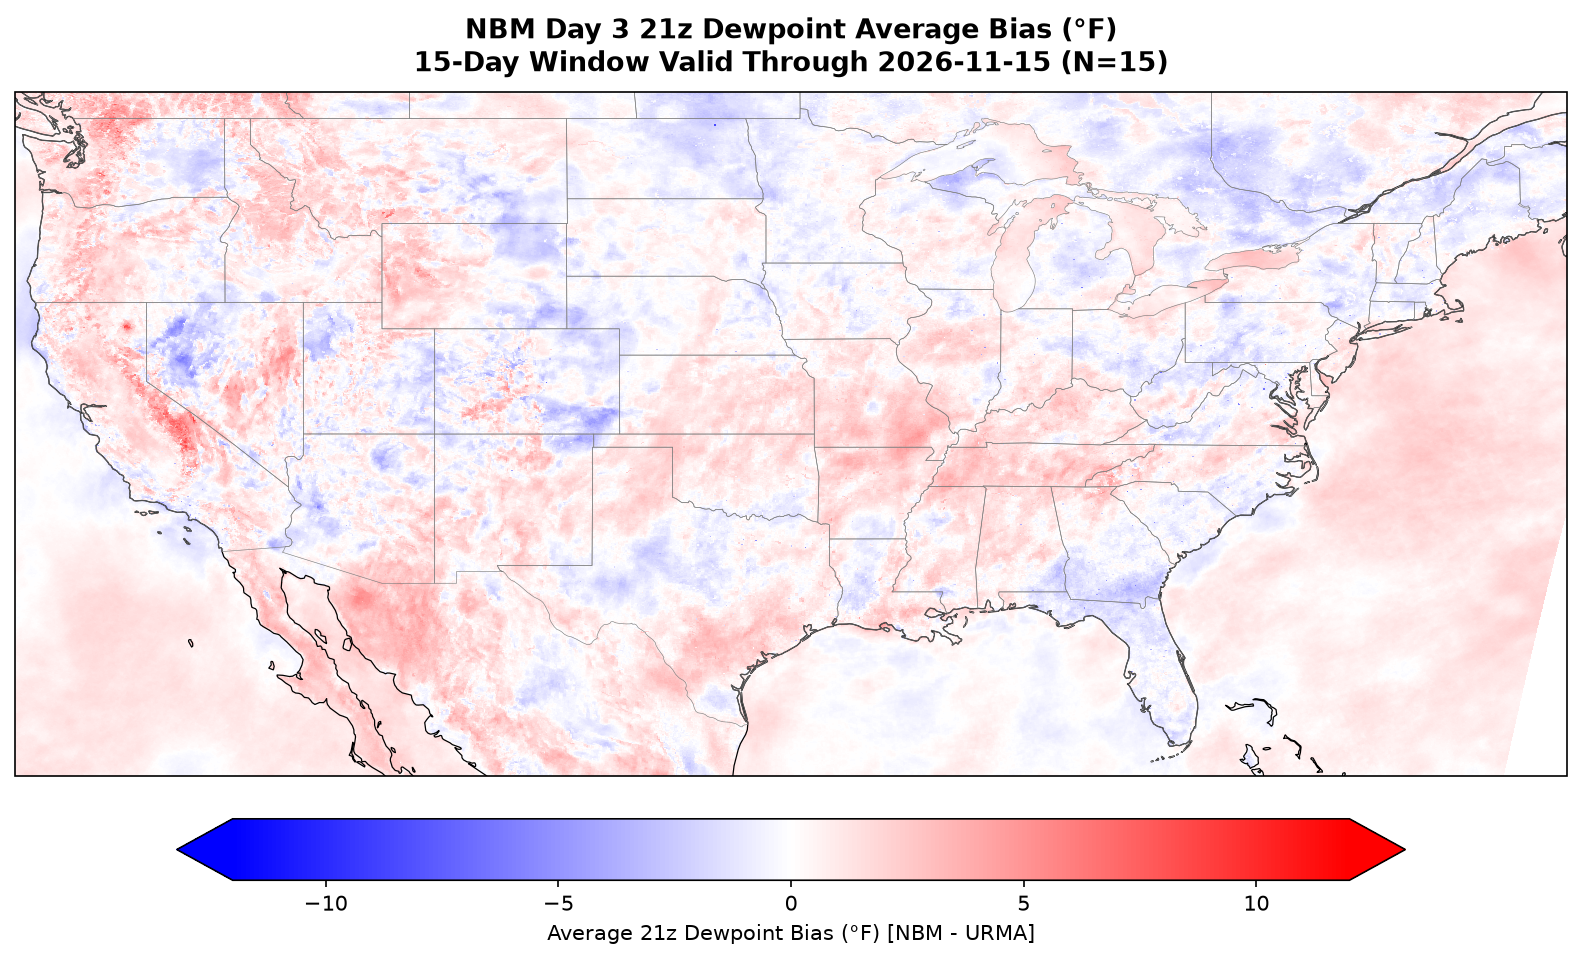 NBM Day 3 21z Dewpoint Average Bias (°F)
15-Day Window Valid Through 2026-11-15 (N=15)
−10 −5 0 5 10
Average 21z Dewpoint Bias (°F) [NBM - URMA]